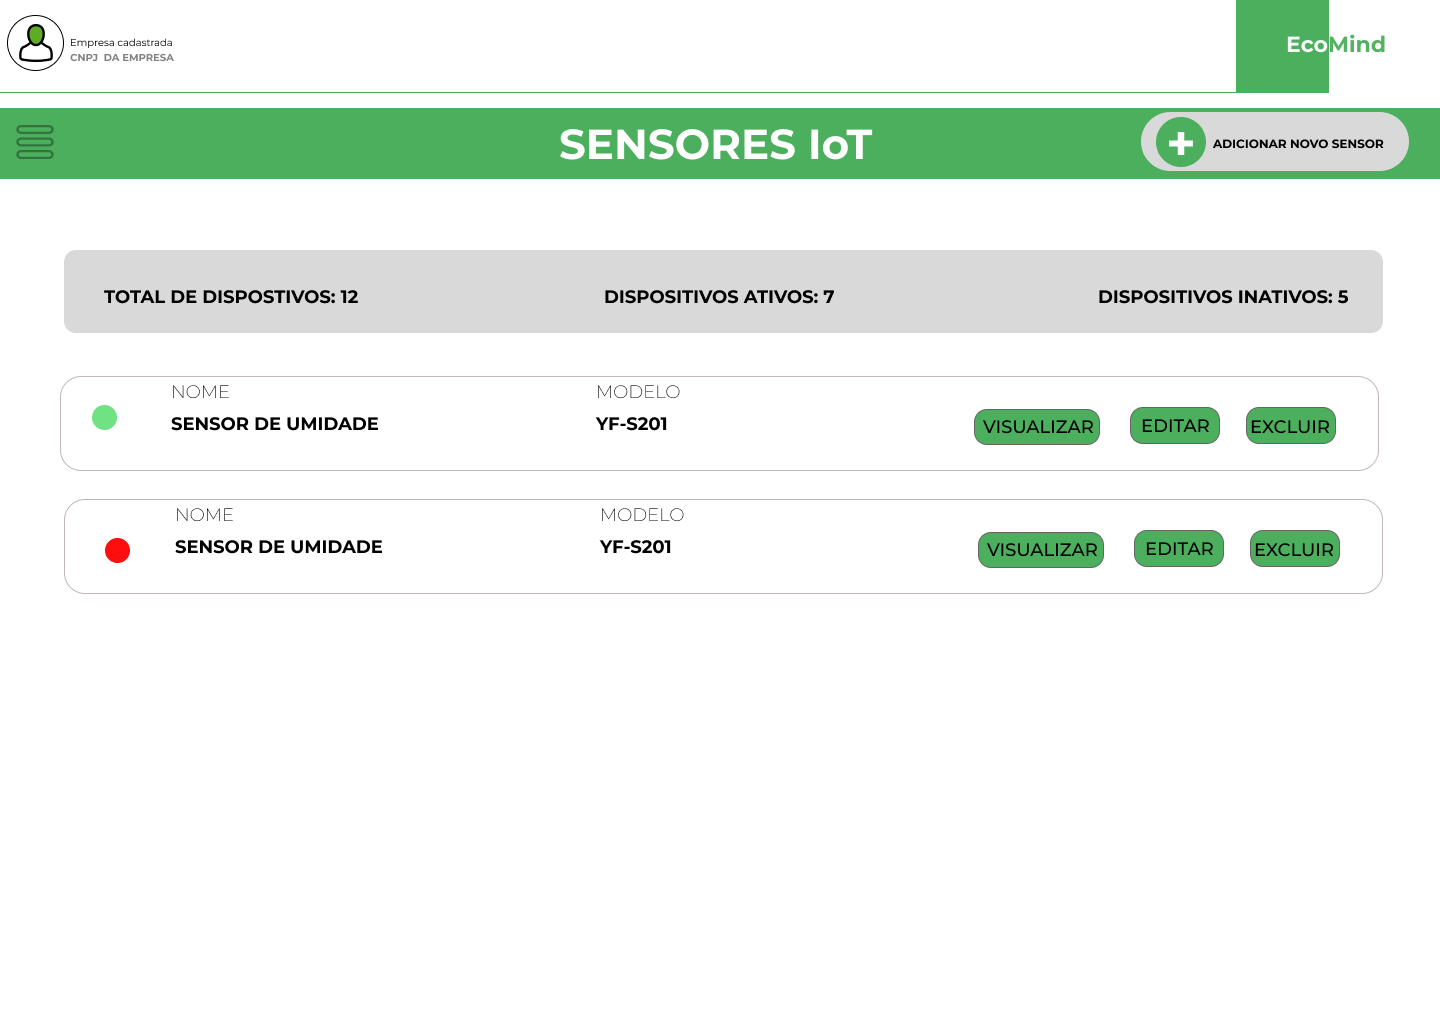 Empresa cadastrada
CNPJ DA EMPRESA
EcoMind
SENSORES IoT
ADICIONAR NOVO SENSOR
TOTAL DE DISPOSTIVOS: 12
DISPOSITIVOS ATIVOS: 7
DISPOSITIVOS INATIVOS: 5
NOME
MODELO
SENSOR DE UMIDADE
YF-S201
VISUALIZAR
EDITAR
EXCLUIR
NOME
MODELO
SENSOR DE UMIDADE
YF-S201
VISUALIZAR
EDITAR
EXCLUIR